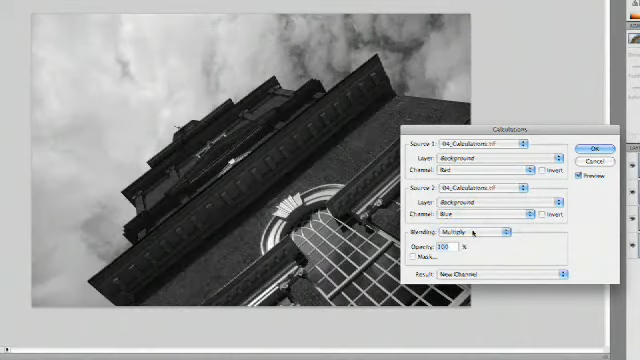 Calculations
Source 1: 04_Calculations.tif
OK
Layer: Background
Cancel
Channel: Red Invert
Preview
Source 2: 04_Calculations.tif
Layer: Background
Channel: Blue Invert
Blending: Multiply
Opacity: 100 %
Mask...
Result: New Channel